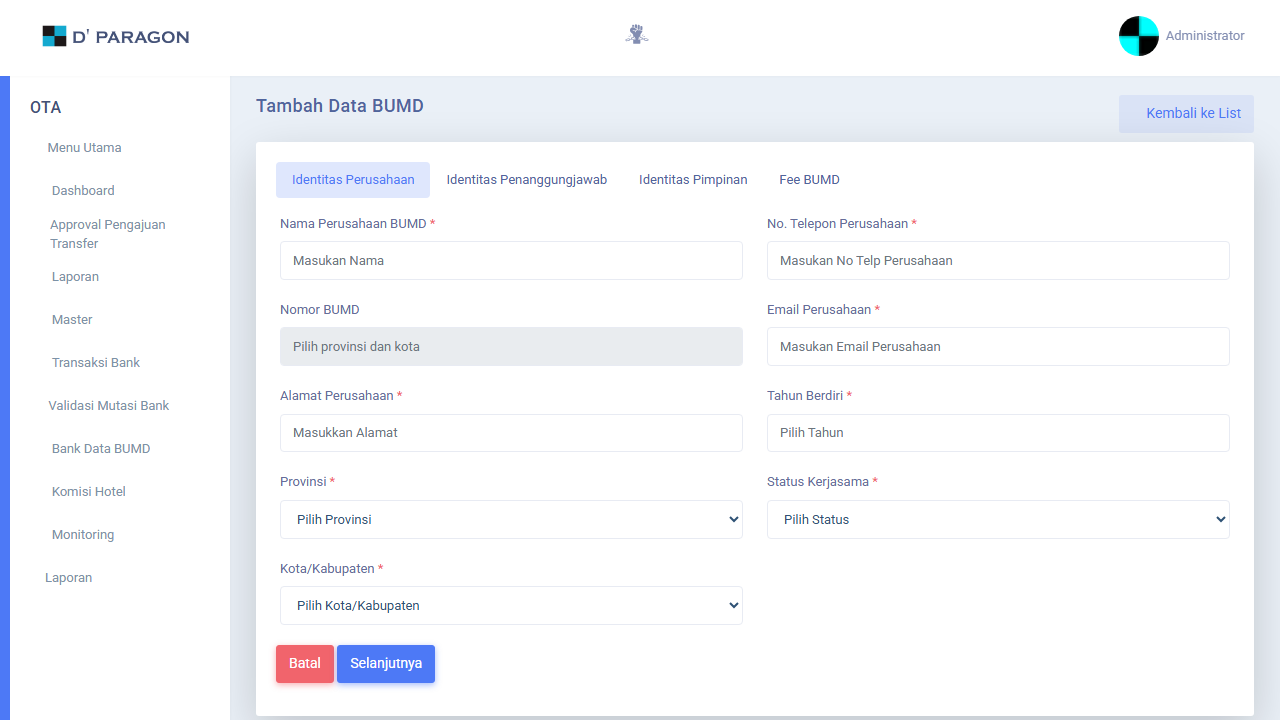 D' PARAGON
Administrator
OTA
Menu Utama
Dashboard
Approval Pengajuan
Transfer
Laporan
Master
Transaksi Bank
Validasi Mutasi Bank
Bank Data BUMD
Komisi Hotel
Monitoring
Laporan
Tambah Data BUMD
Kembali ke List
Identitas Perusahaan
Identitas Penanggungjawab
Identitas Pimpinan
Fee BUMD
Nama Perusahaan BUMD *
Masukan Nama
No. Telepon Perusahaan *
Masukan No Telp Perusahaan
Nomor BUMD
Pilih provinsi dan kota
Email Perusahaan *
Masukan Email Perusahaan
Alamat Perusahaan *
Masukkan Alamat
Tahun Berdiri *
Pilih Tahun
Provinsi *
Pilih Provinsi
Status Kerjasama *
Pilih Status
Kota/Kabupaten *
Pilih Kota/Kabupaten
Batal
Selanjutnya